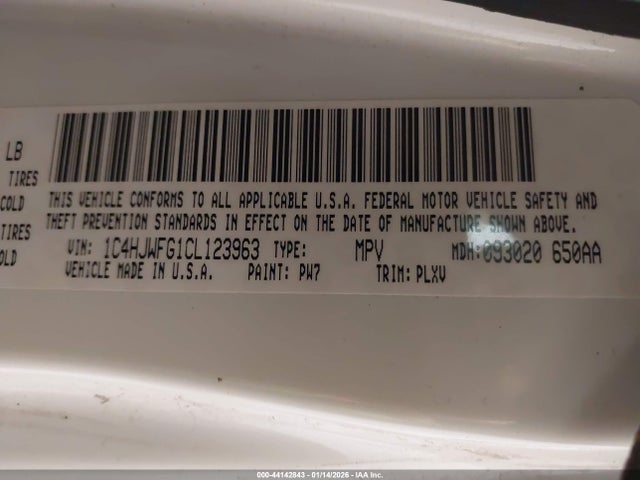 LB
TIRES
COLD
TIRES
OLD
THIS VEHICLE CONFORMS TO ALL APPLICABLE U.S.A. FEDERAL MOTOR VEHICLE SAFETY AND
THEFT PREVENTION STANDARDS IN EFFECT ON THE DATE OF MANUFACTURE SHOWN ABOVE.
VIN: 1C4HJWFG1CL123963 TYPE: MPV MDH:093020 650AA
VEHICLE MADE IN U.S.A. PAINT: PW7 TRIM: PLXV
000-44142843 | 01/14/2026 - IAA Inc.